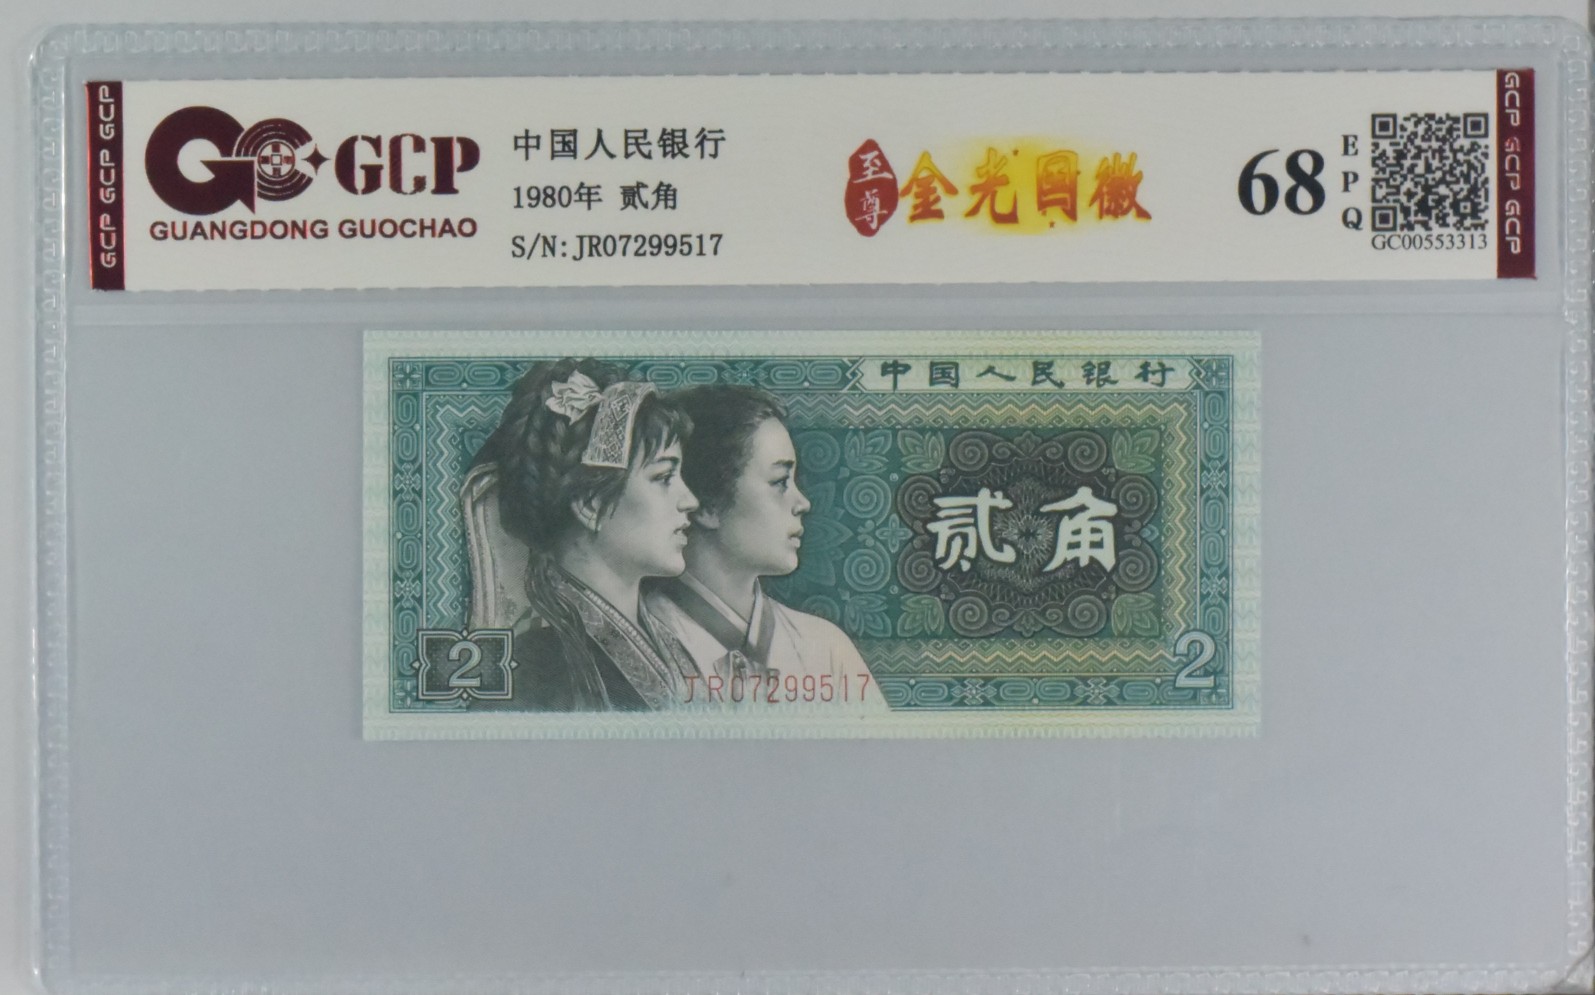 GCP GCP GCP
GCP
GUANGDONG GUOCHAO
中国人民银行
1980年 贰角
S/N:JR07299517
至尊
金光国徽
68
EPQ
GC00553313
GCP GCP GCP
中国人民银行
贰角
2
JR07299517
2